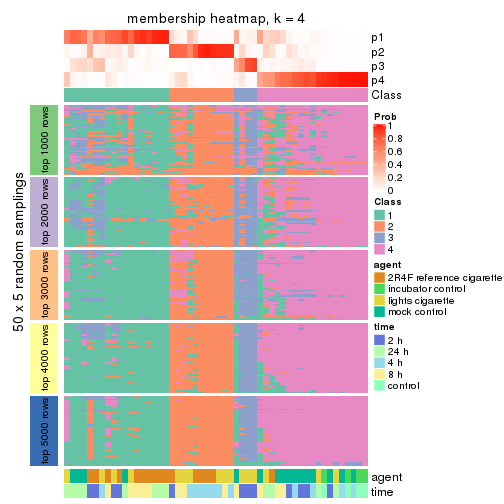 membership heatmap, k = 4
p1
p2
p3
p4
Class
50 x 5 random samplings
top 1000 rows
top 2000 rows
top 3000 rows
top 4000 rows
top 5000 rows
agent
time
Prob
1
0.8
0.6
0.4
0.2
0
Class
1
2
3
4
agent
2R4F reference cigarette
incubator control
lights cigarette
mock control
time
2 h
24 h
4 h
8 h
control